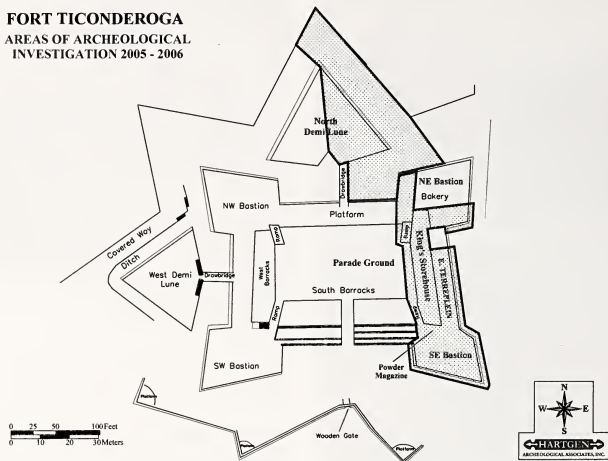 FORT TICONDEROGA
AREAS OF ARCHEOLOGICAL
INVESTIGATION 2005 - 2006
North
Demi Lune
Drawbridge
NE Bastion
Bakery
NW Bastion
Platform
Covered Way
Ditch
West Demi
Lune
Drawbridge
Ramp
West
Barracks
Parade Ground
Ramp
King's Storehouse
E. TERREPLEIN
South Barracks
Ramp
Ramp
SW Bastion
Powder
Magazine
SE Bastion
Platform
Platform
Wooden Gate
Platform
0 25 50 100 Feet
0 10 20 30 Meters
N
W E
S
HARTGEN
ARCHEOLOGICAL ASSOCIATES, INC.